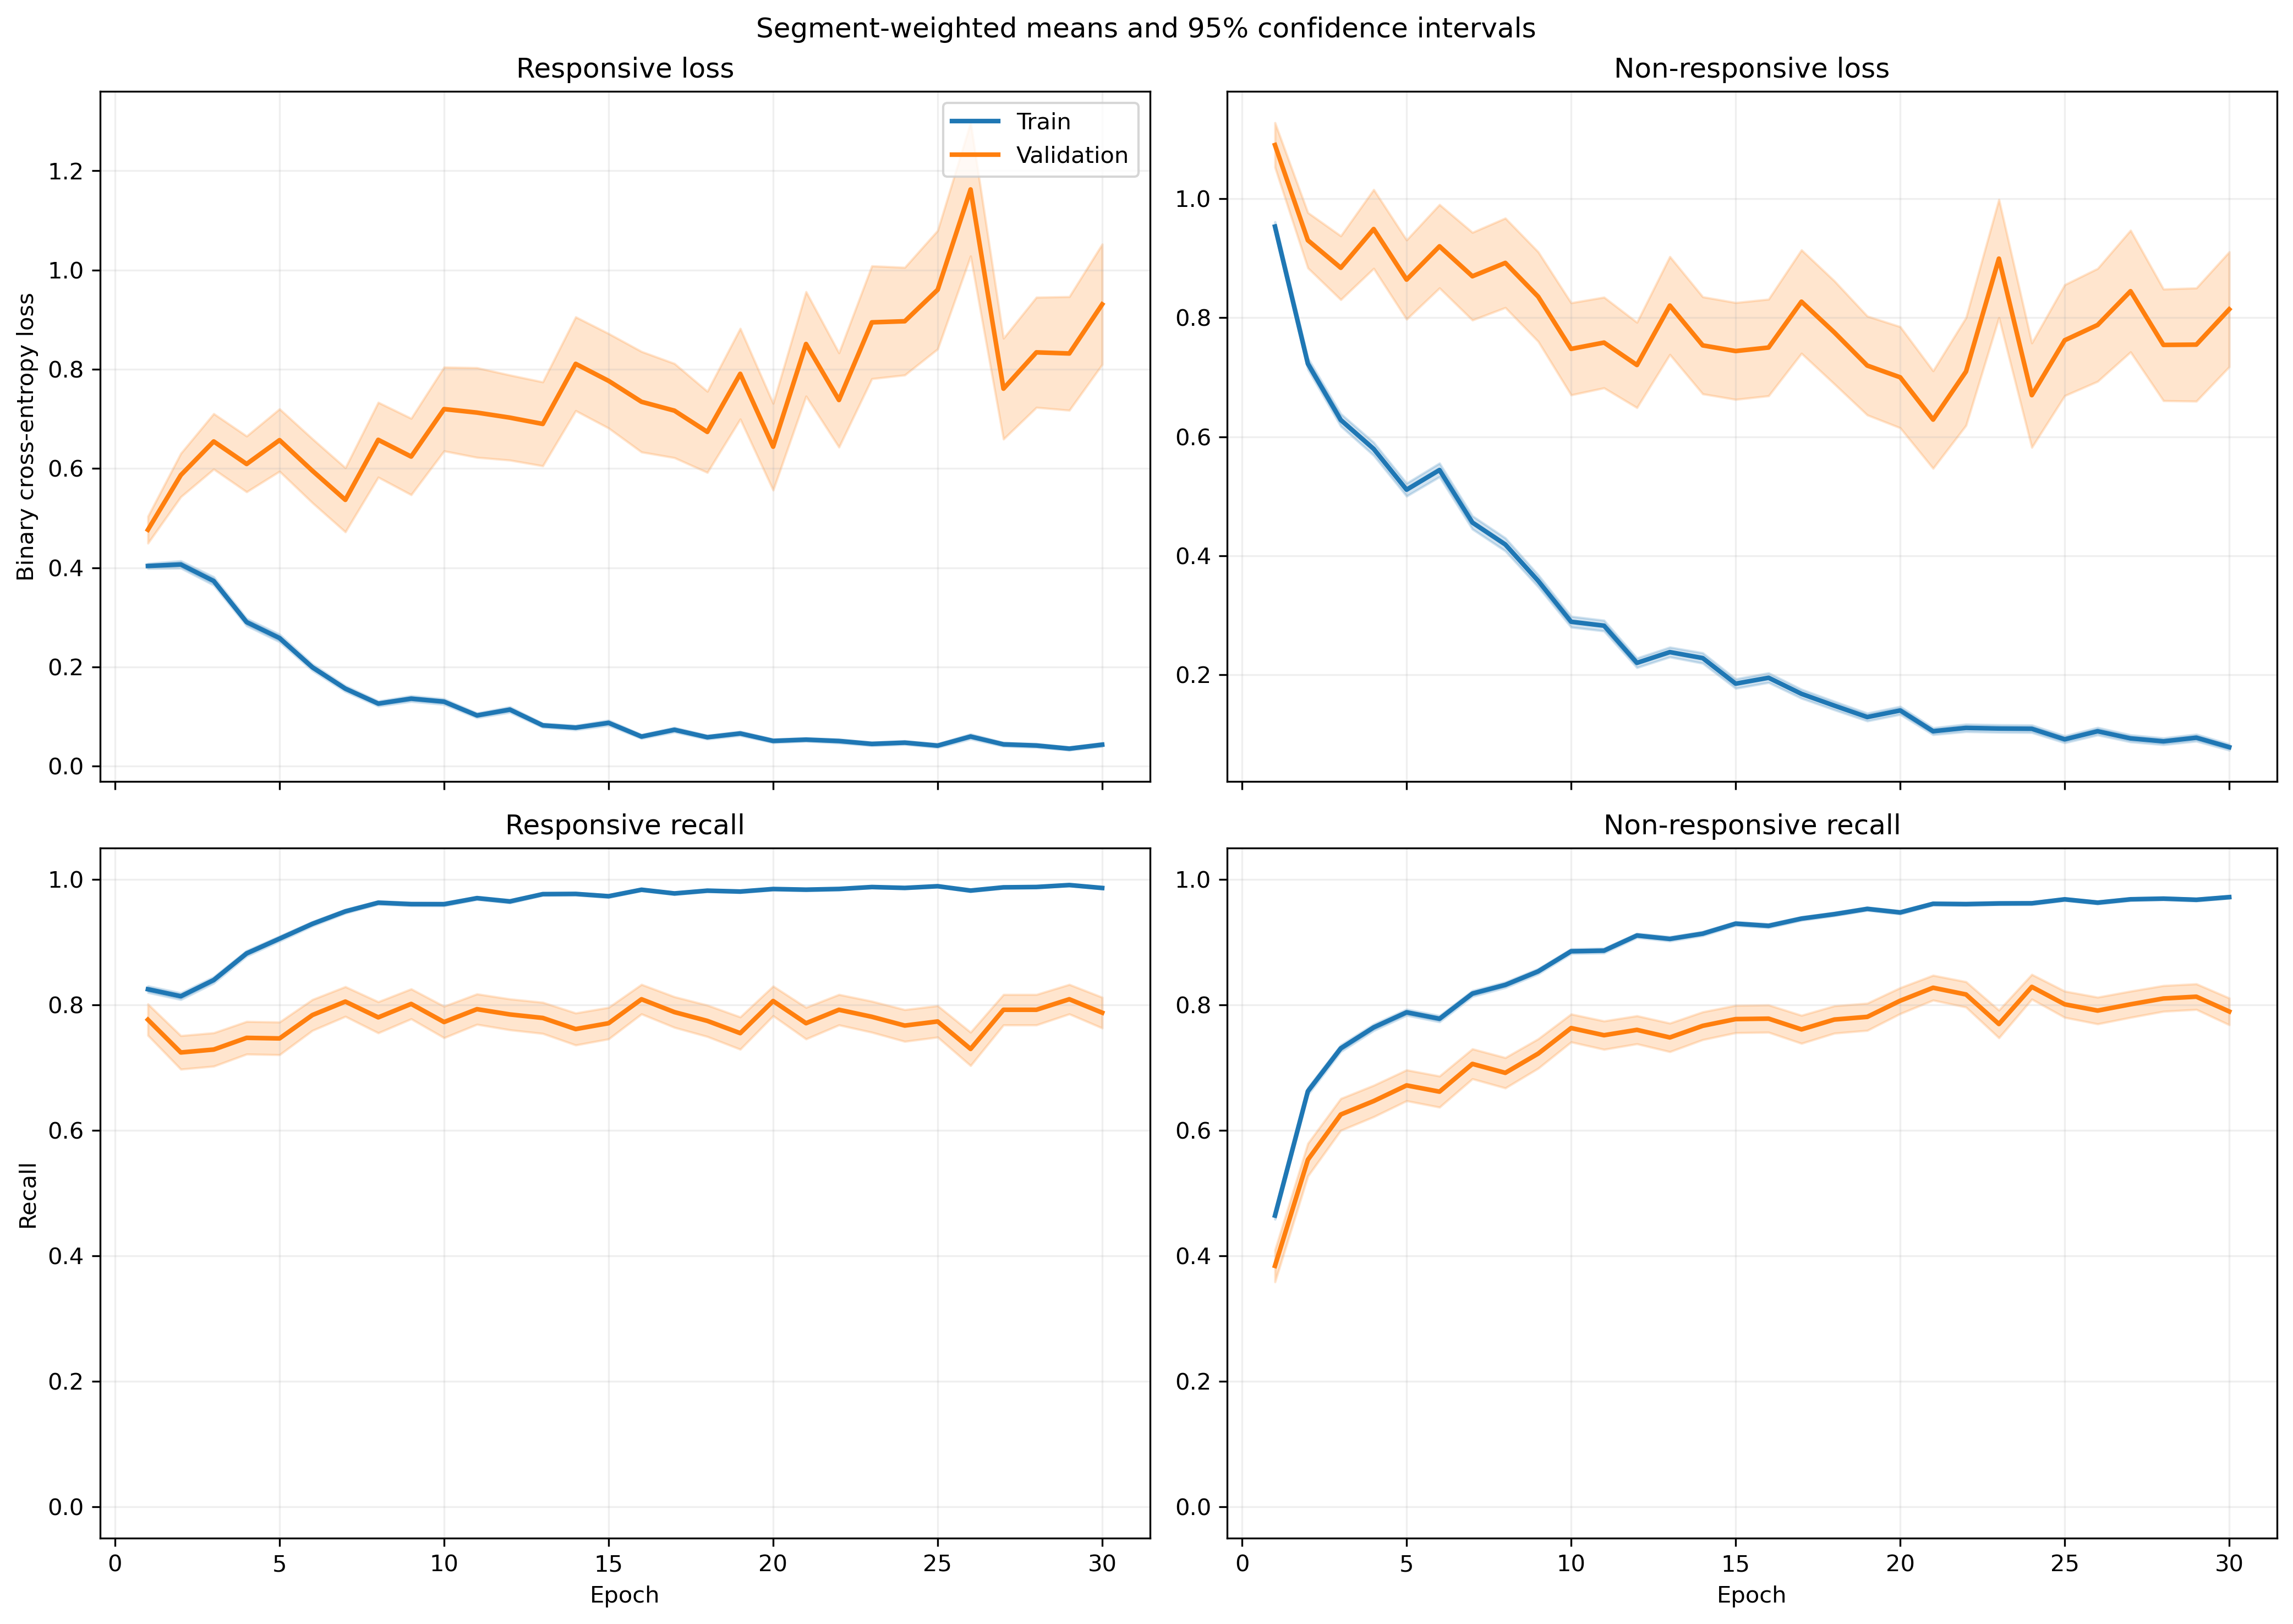 Segment-weighted means and 95% confidence intervals
Responsive loss
Non-responsive loss
Train
Validation
Binary cross-entropy loss
1.2
1.0
0.8
0.6
0.4
0.2
0.0
1.0
0.8
0.6
0.4
0.2
Responsive recall
Non-responsive recall
Recall
1.0
0.8
0.6
0.4
0.2
0.0
0 5 10 15 20 25 30
Epoch
1.0
0.8
0.6
0.4
0.2
0.0
0 5 10 15 20 25 30
Epoch